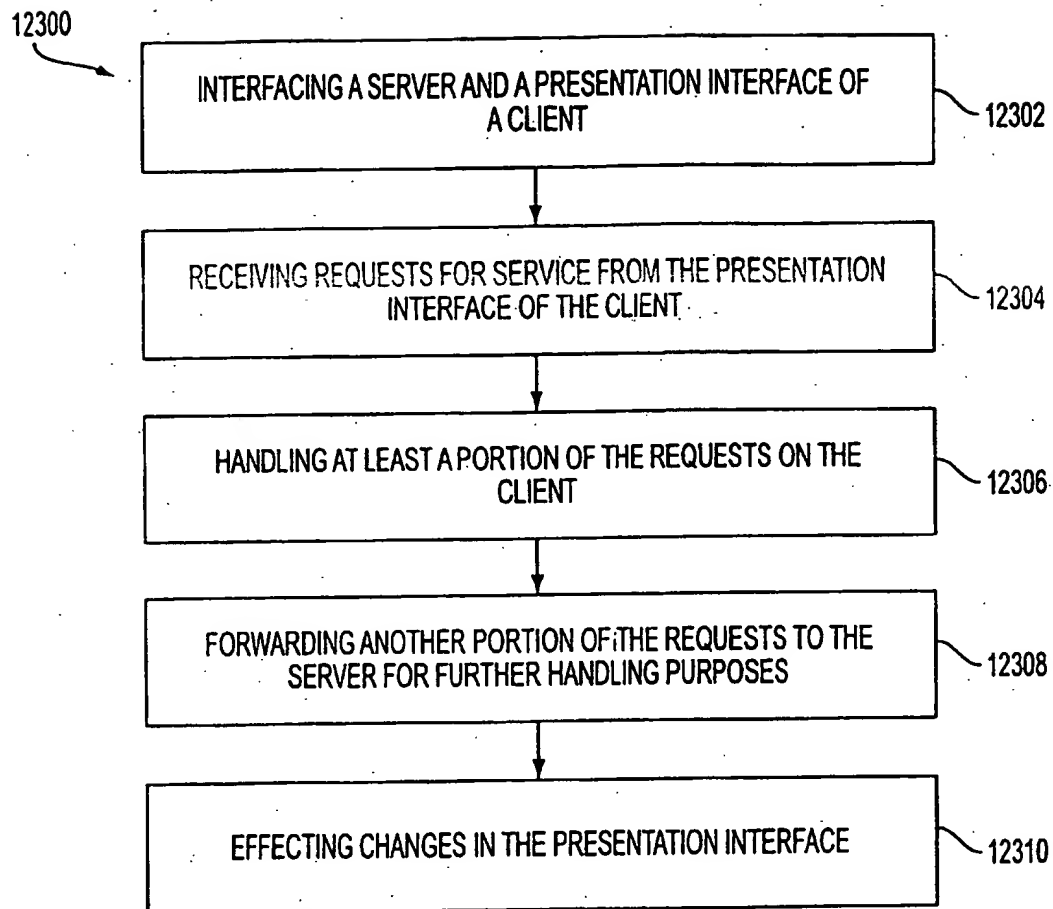 12300
INTERFACING A SERVER AND A PRESENTATION INTERFACE OF
A CLIENT
12302
RECEIVING REQUESTS FOR SERVICE FROM THE PRESENTATION
INTERFACE OF THE CLIENT
12304
HANDLING AT LEAST A PORTION OF THE REQUESTS ON THE
CLIENT
12306
FORWARDING ANOTHER PORTION OF THE REQUESTS TO THE
SERVER FOR FURTHER HANDLING PURPOSES
12308
EFFECTING CHANGES IN THE PRESENTATION INTERFACE
12310